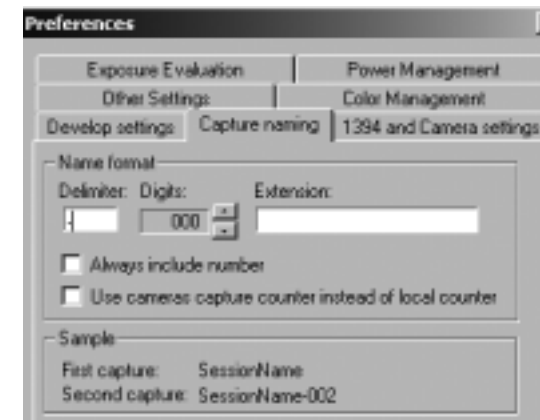 Preferences
Exposure Evaluation Power Management
Other Settings Color Management
Develop settings Capture naming 1394 and Camera settings
Name format
Delimiter: Digits: Extension:
- 000
Always include number
Use cameras capture counter instead of local counter
Sample
First capture: SessionName
Second capture: SessionName-002